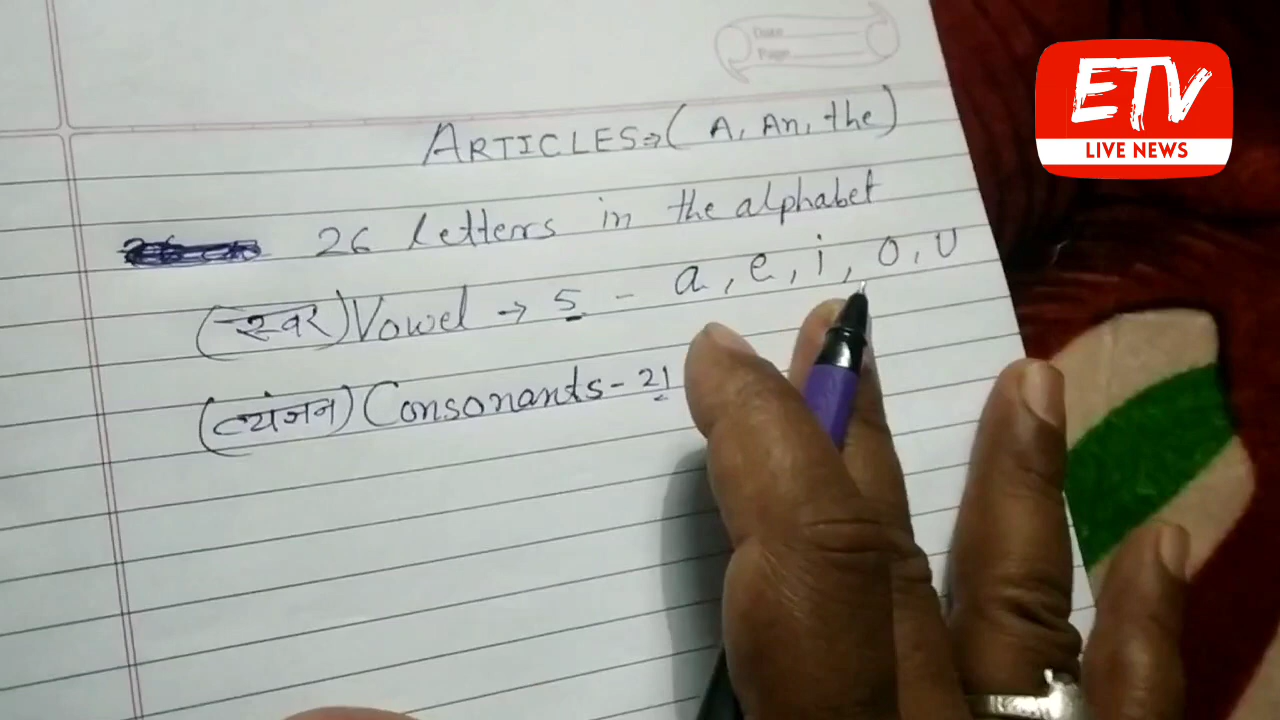 Date
Page
ETV
LIVE NEWS
ARTICLES⇒(A, An, the)
26 letters in the alphabet
(स्वर) Vowel → 5 - a, e, i, o, u
(व्यंजन) Consonants - 21